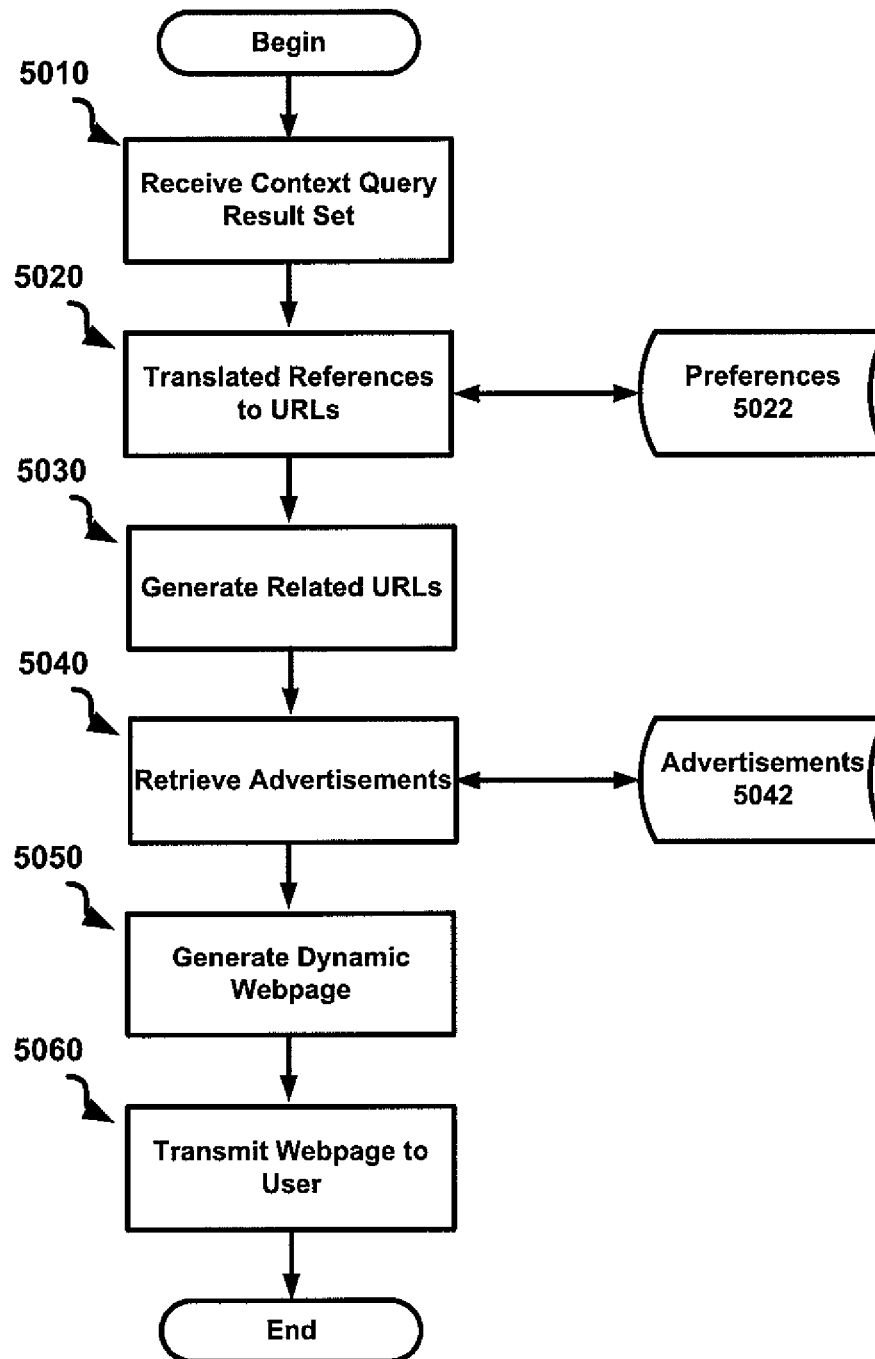 Begin
5010
Receive Context Query
Result Set
5020
Translated References
to URLs
Preferences
5022
5030
Generate Related URLs
5040
Retrieve Advertisements
Advertisements
5042
5050
Generate Dynamic
Webpage
5060
Transmit Webpage to
User
End